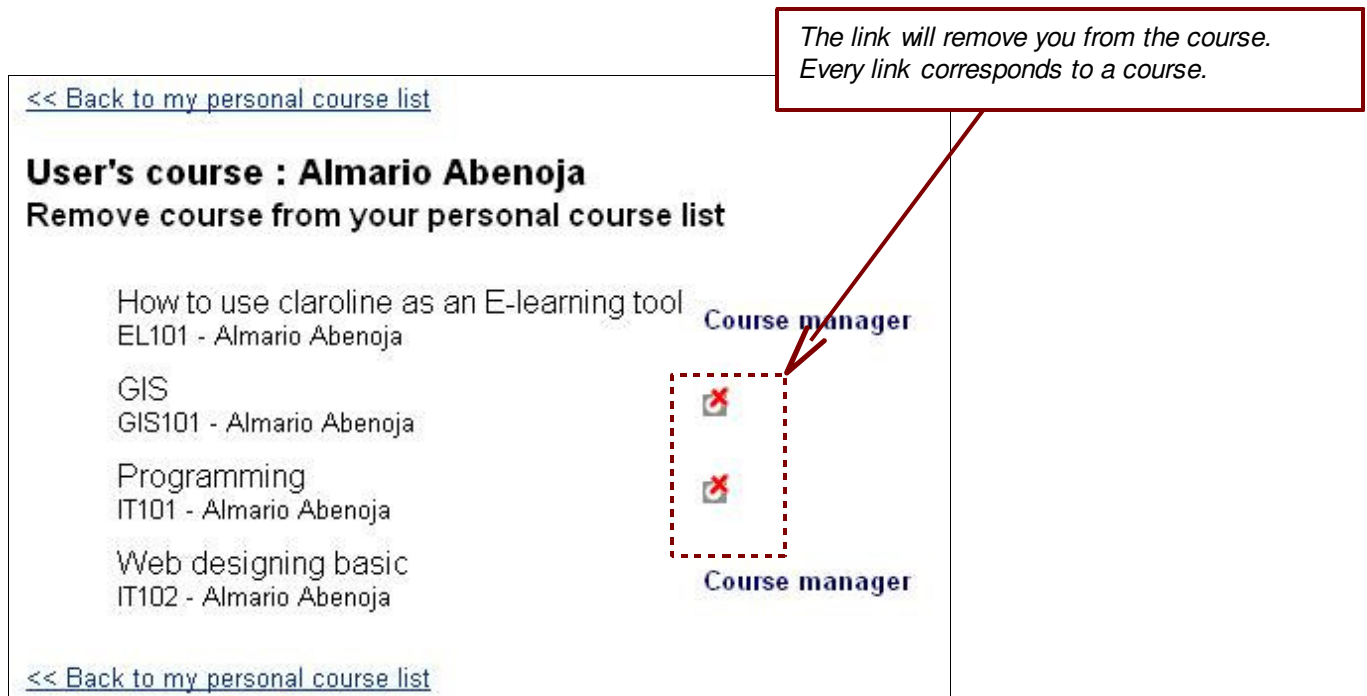 The link will remove you from the course.
Every link corresponds to a course.
<< Back to my personal course list
User's course : Almario Abenoja
Remove course from your personal course list
How to use claroline as an E-learning tool
EL101 - Almario Abenoja
Course manager
GIS
GIS101 - Almario Abenoja
Programming
IT101 - Almario Abenoja
Web designing basic
IT102 - Almario Abenoja
Course manager
<< Back to my personal course list